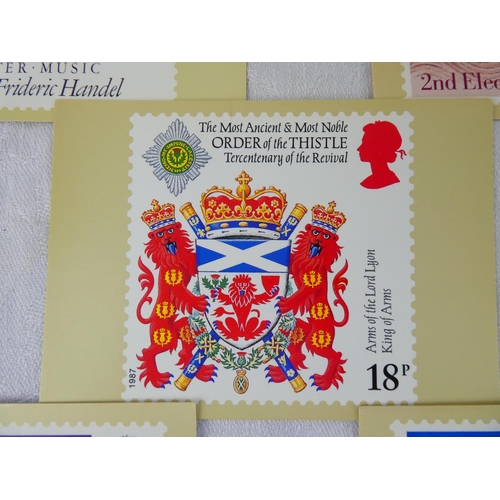 TER · MUSIC
Frideric Handel
2nd Elec
The Most Ancient & Most Noble
ORDER of the THISTLE
Tercentenary of the Revival
Arms of the Lord Lyon
King of Arms
1987
18P